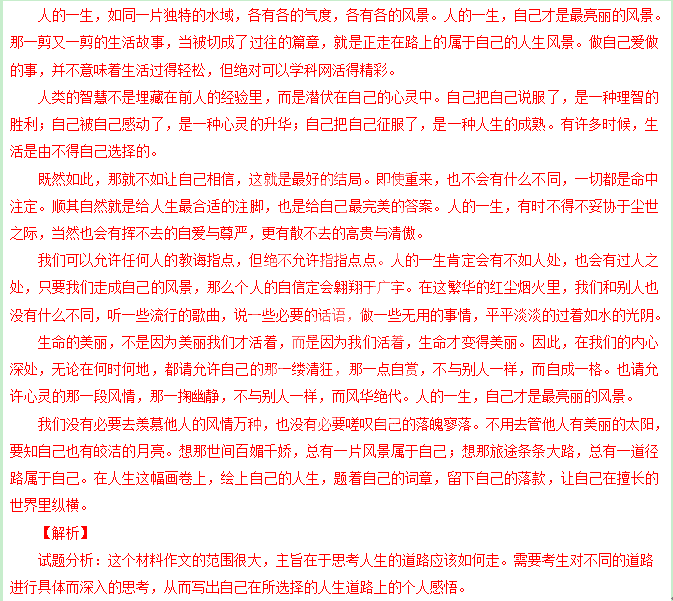 人的一生，如同一片独特的水域，各有各的气度，各有各的风景。人的一生，自己才是最亮丽的风景。
那一剪又一剪的生活故事，当被切成了过往的篇章，就是正走在路上的属于自己的人生风景。做自己爱做
的事，并不意味着生活过得轻松，但绝对可以学科网活得精彩。
人类的智慧不是埋藏在前人的经验里，而是潜伏在自己的心灵中。自己把自己说服了，是一种理智的
胜利；自己被自己感动了，是一种心灵的升华；自己把自己征服了，是一种人生的成熟。有许多时候，生
活是由不得自己选择的。
既然如此，那就不如让自己相信，这就是最好的结局。即使重来，也不会有什么不同，一切都是命中
注定。顺其自然就是给人生最合适的注脚，也是给自己最完美的答案。人的一生，有时不得不妥协于尘世
之际，当然也会有挥不去的自爱与尊严，更有散不去的高贵与清傲。
我们可以允许任何人的教诲指点，但绝不允许指指点点。人的一生肯定会有不如人处，也会有过人之
处，只要我们走成自己的风景，那么个人的自信定会翱翔于广宇。在这繁华的红尘烟火里，我们和别人也
没有什么不同，听一些流行的歌曲，说一些必要的话语，做一些无用的事情，平平淡淡的过着如水的光阴。
生命的美丽，不是因为美丽我们才活着，而是因为我们活着，生命才变得美丽。因此，在我们的内心
深处，无论在何时何地，都请允许自己的那一缕清狂，那一点自赏，不与别人一样，而自成一格。也请允
许心灵的那一段风情，那一掬幽静，不与别人一样，而风华绝代。人的一生，自己才是最亮丽的风景。
我们没有必要去羡慕他人的风情万种，也没有必要嗟叹自己的落魄寥落。不用去管他人有美丽的太阳，
要知自己也有皎洁的月亮。想那世间百媚千娇，总有一片风景属于自己；想那旅途条条大路，总有一道径
路属于自己。在人生这幅画卷上，绘上自己的人生，题着自己的词章，留下自己的落款，让自己在擅长的
世界里纵横。
【解析】
试题分析：这个材料作文的范围很大，主旨在于思考人生的道路应该如何走。需要考生对不同的道路
进行具体而深入的思考，从而写出自己在所选择的人生道路上的个人感悟。